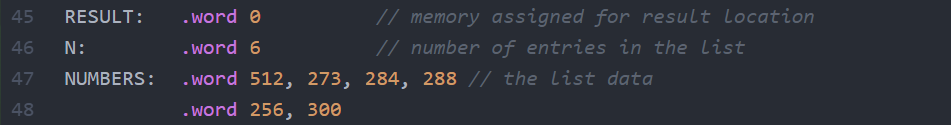 45 RESULT: .word 0 // memory assigned for result location
46 N: .word 6 // number of entries in the list
47 NUMBERS: .word 512, 273, 284, 288 // the list data
48 .word 256, 300